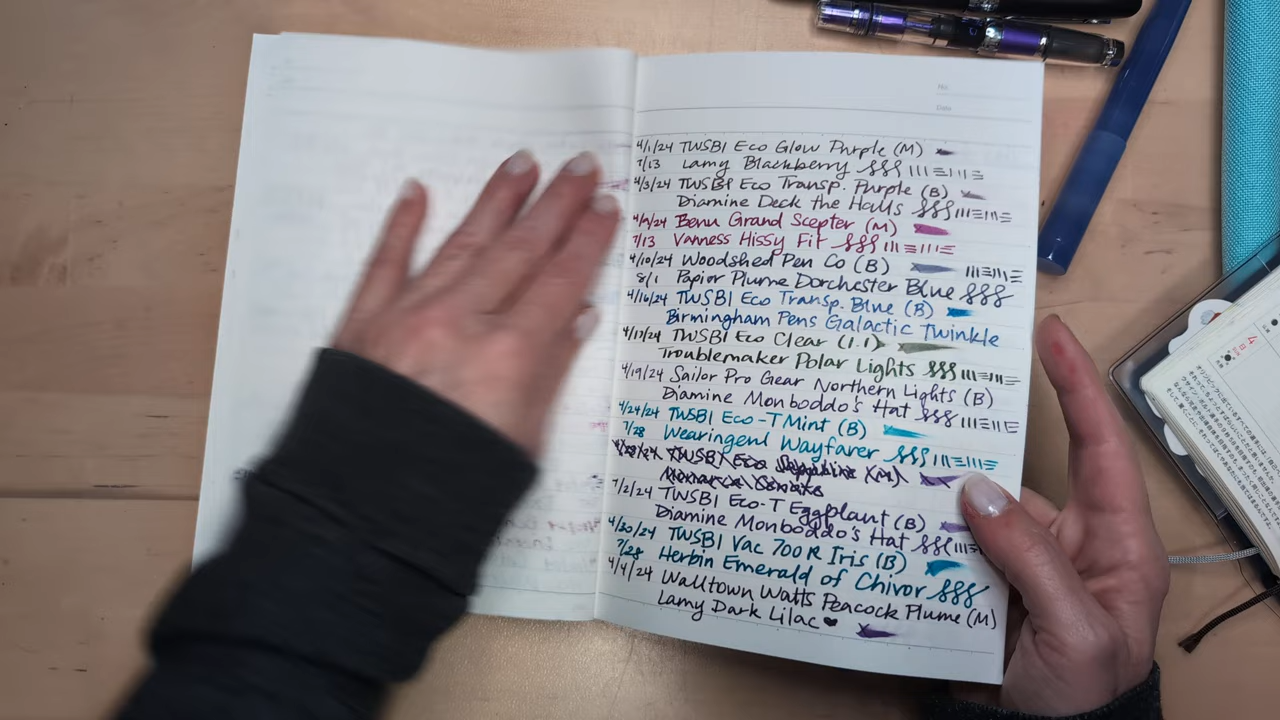 No.
Date
4/1/24 TWSBI Eco Glow Purple (M)
7/13 Lamy Blackberry
4/3/24 TWSBI Eco Transp. Purple (B)
Diamine Deck the Halls
4/9/24 Benu Grand Scepter (M)
7/13 Vanness Hissy Fit
4/10/24 Woodshed Pen Co (B)
8/1 Papier Plume Dorchester Blue
4/16/24 TWSBI Eco Transp. Blue (B)
Birmingham Pens Galactic Twinkle
4/17/24 TWSBI Eco Clear (1.1)
Troublemaker Polar Lights
4/19/24 Sailor Pro Gear Northern Lights (B)
Diamine Monboddo's Hat
4/24/24 TWSBI Eco-T Mint (B)
7/28 Wearingeul Wayfarer
TWSBI Eco
7/2/24 TWSBI Eco-T Eggplant (B)
Diamine Monboddo's Hat
4/30/24 TWSBI Vac 700R Iris (B)
7/28 Herbin Emerald of Chivor
4/4/24 Walltown Watts Peacock Plume (M)
Lamy Dark Lilac